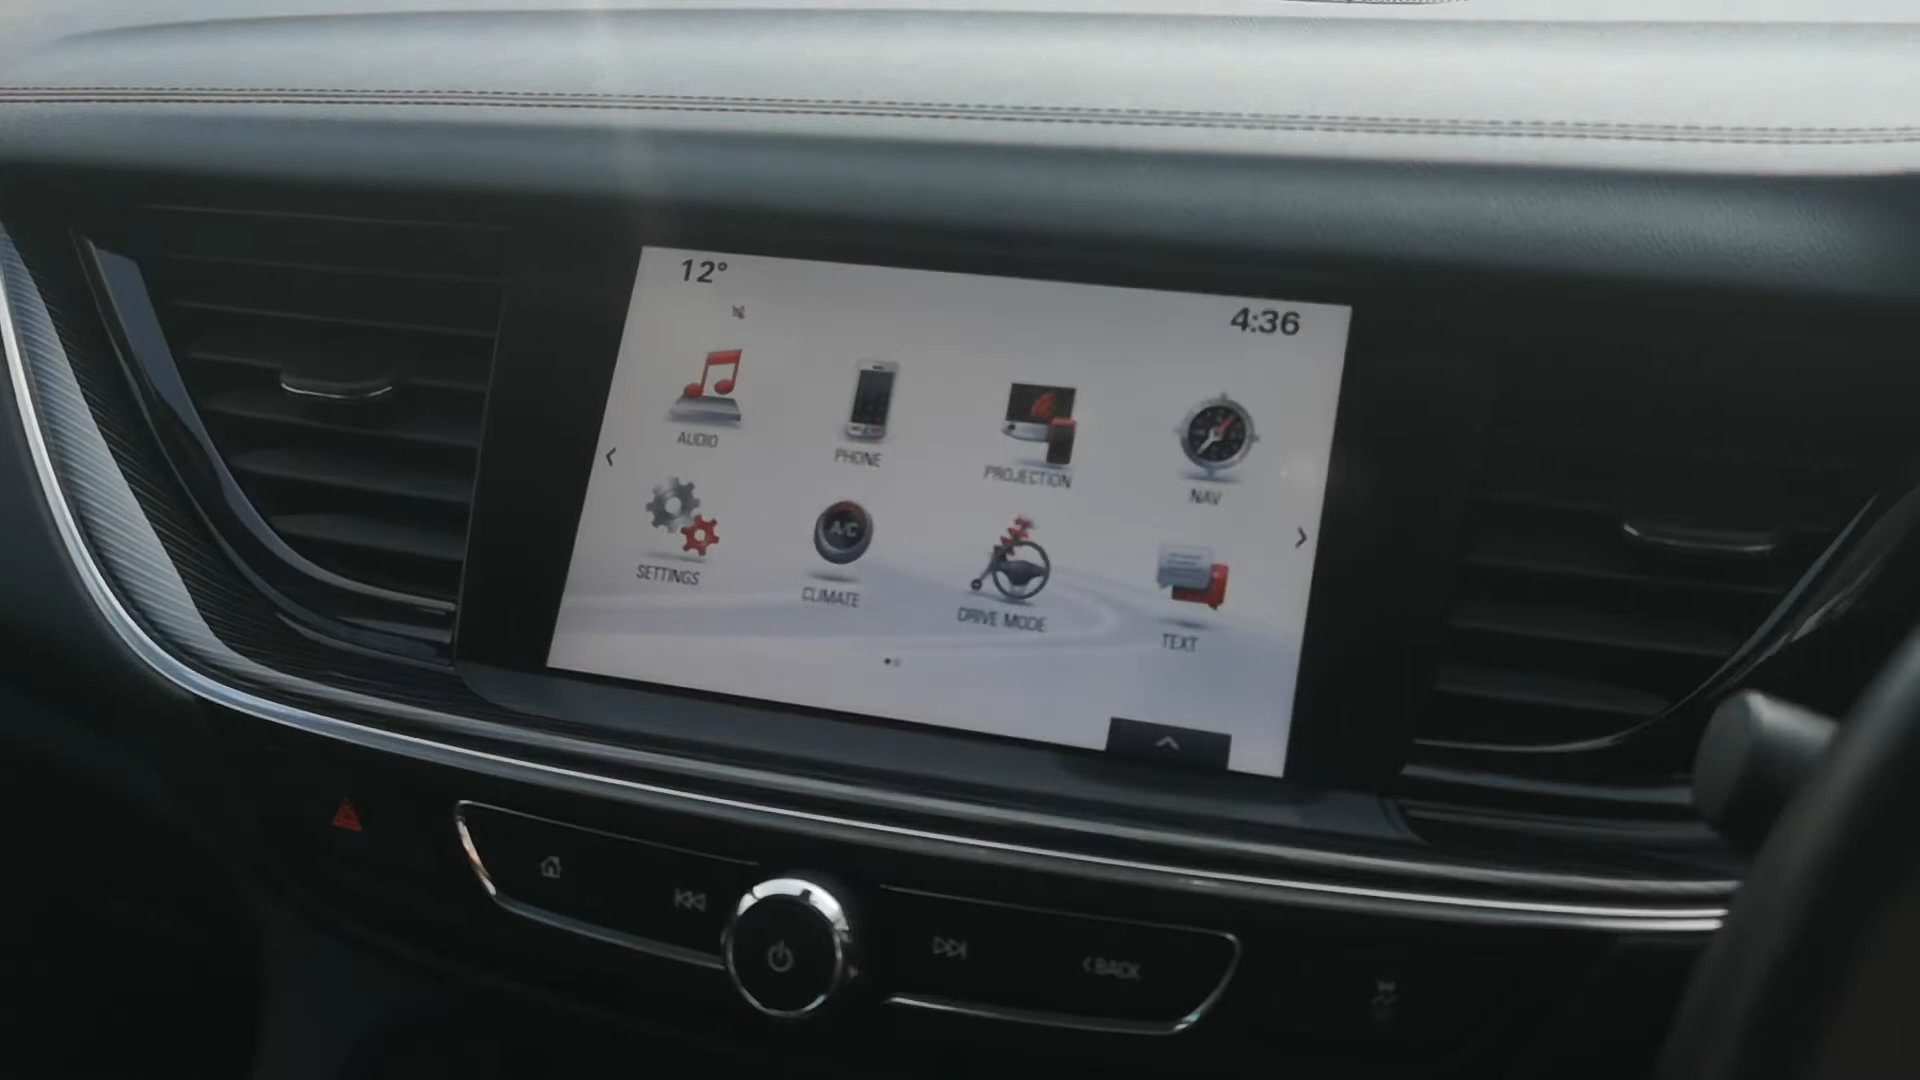 12°
4:36
AUDIO
PHONE
PROJECTION
NAV
SETTINGS
A/C
CLIMATE
DRIVE MODE
TEXT
BACK